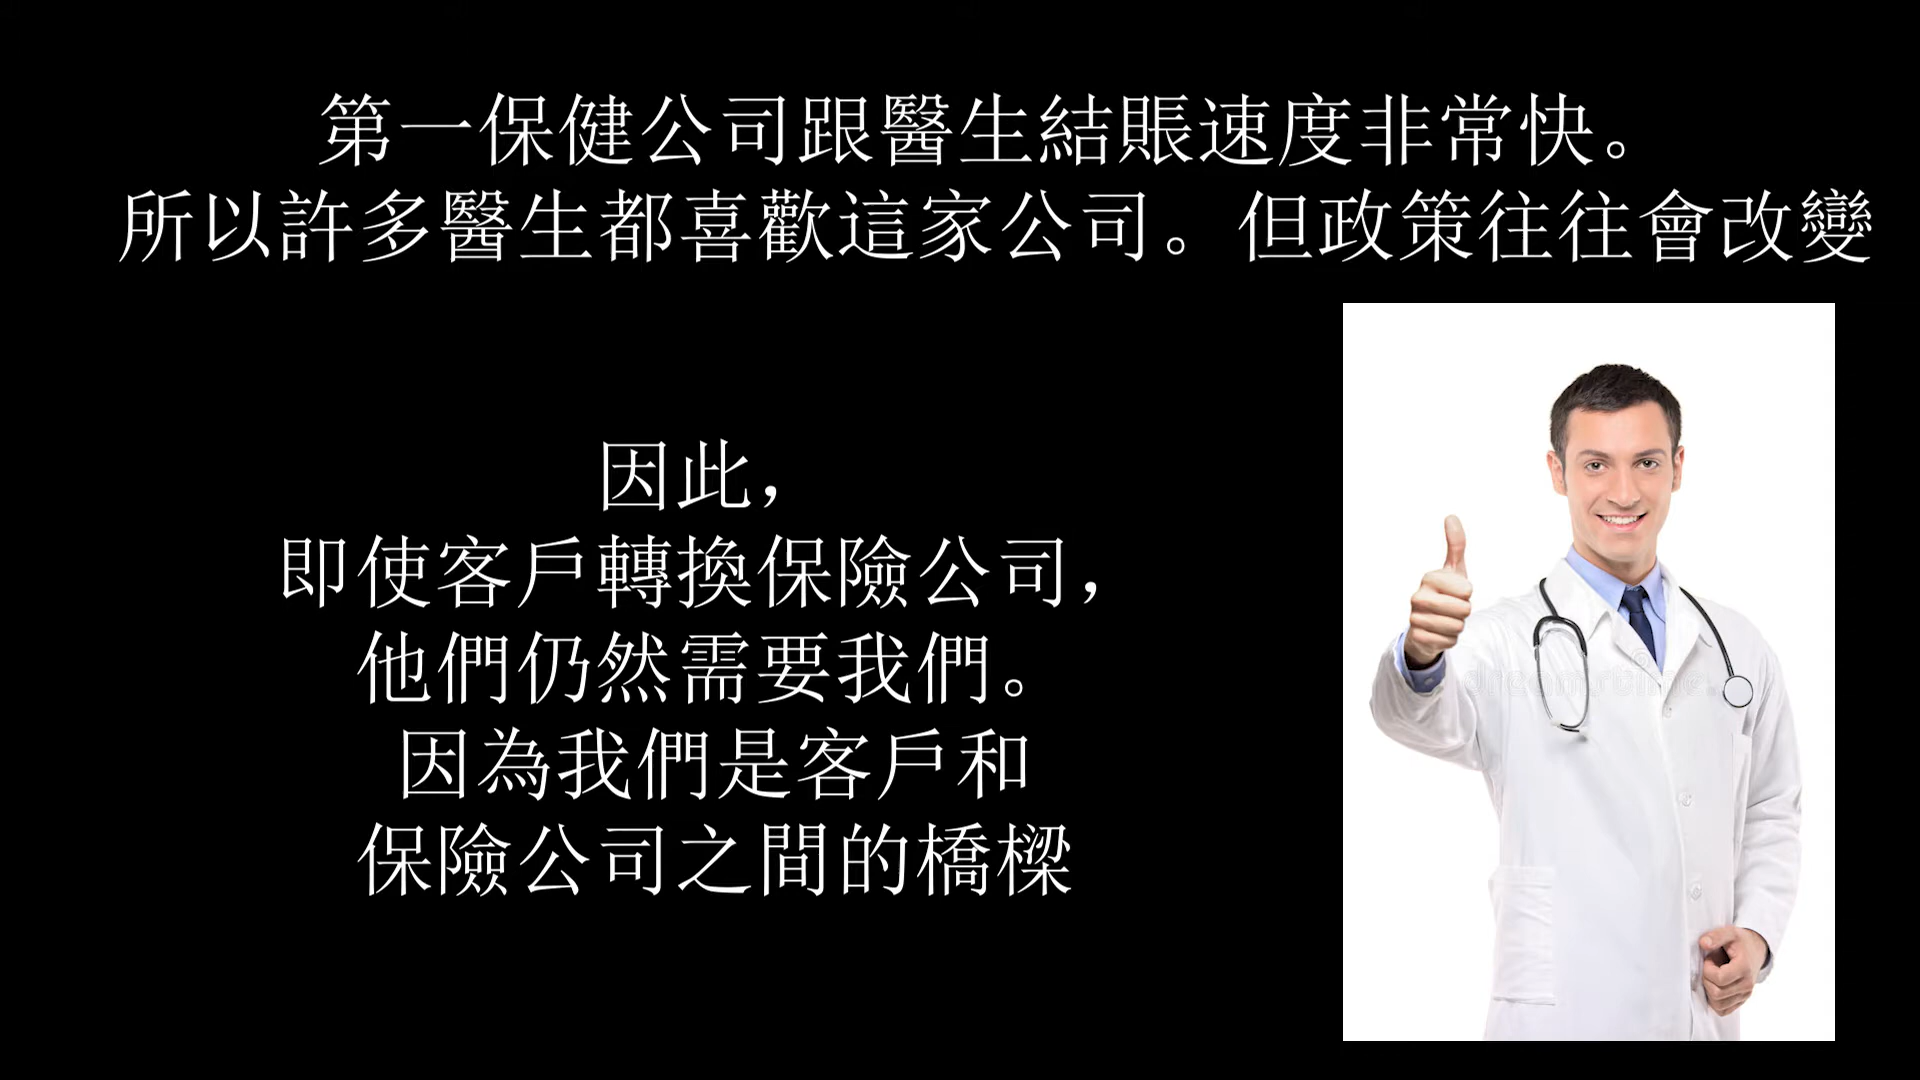 第一保健公司跟醫生結賬速度非常快。
所以許多醫生都喜歡這家公司。但政策往往會改變
因此，
即使客戶轉換保險公司，
他們仍然需要我們。
因為我們是客戶和
保險公司之間的橋樑
dreamstime.